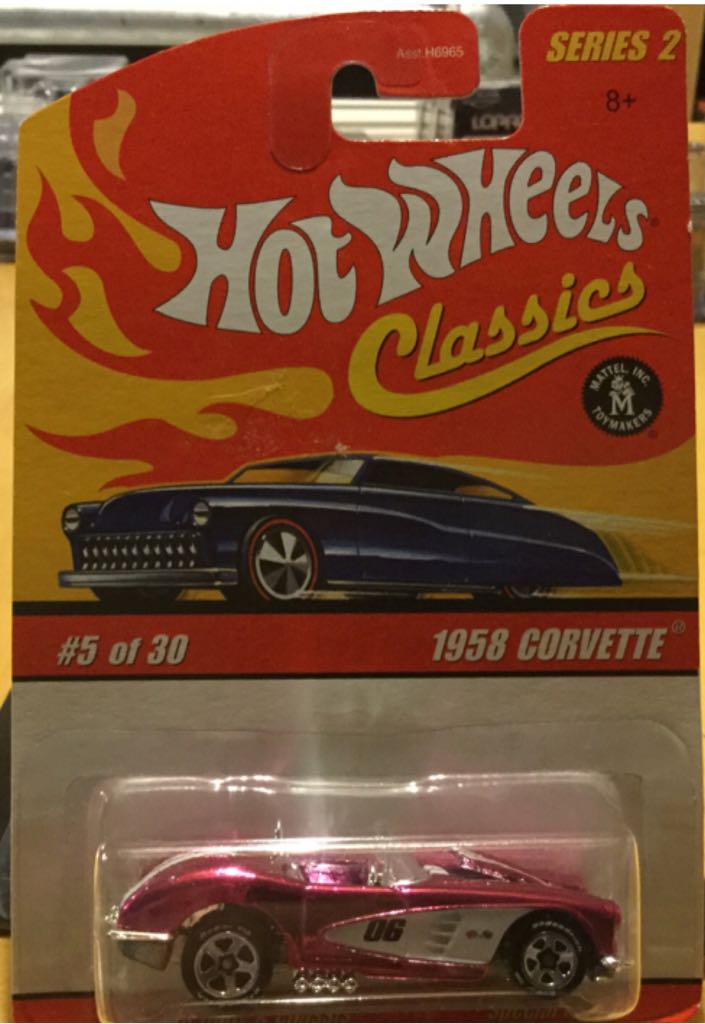 Asst.H6965
SERIES 2
8+
HOT WHEELS®
Classics
MATTEL, INC.
M
TOYMAKERS
®
#5 of 30
1958 CORVETTE®
06